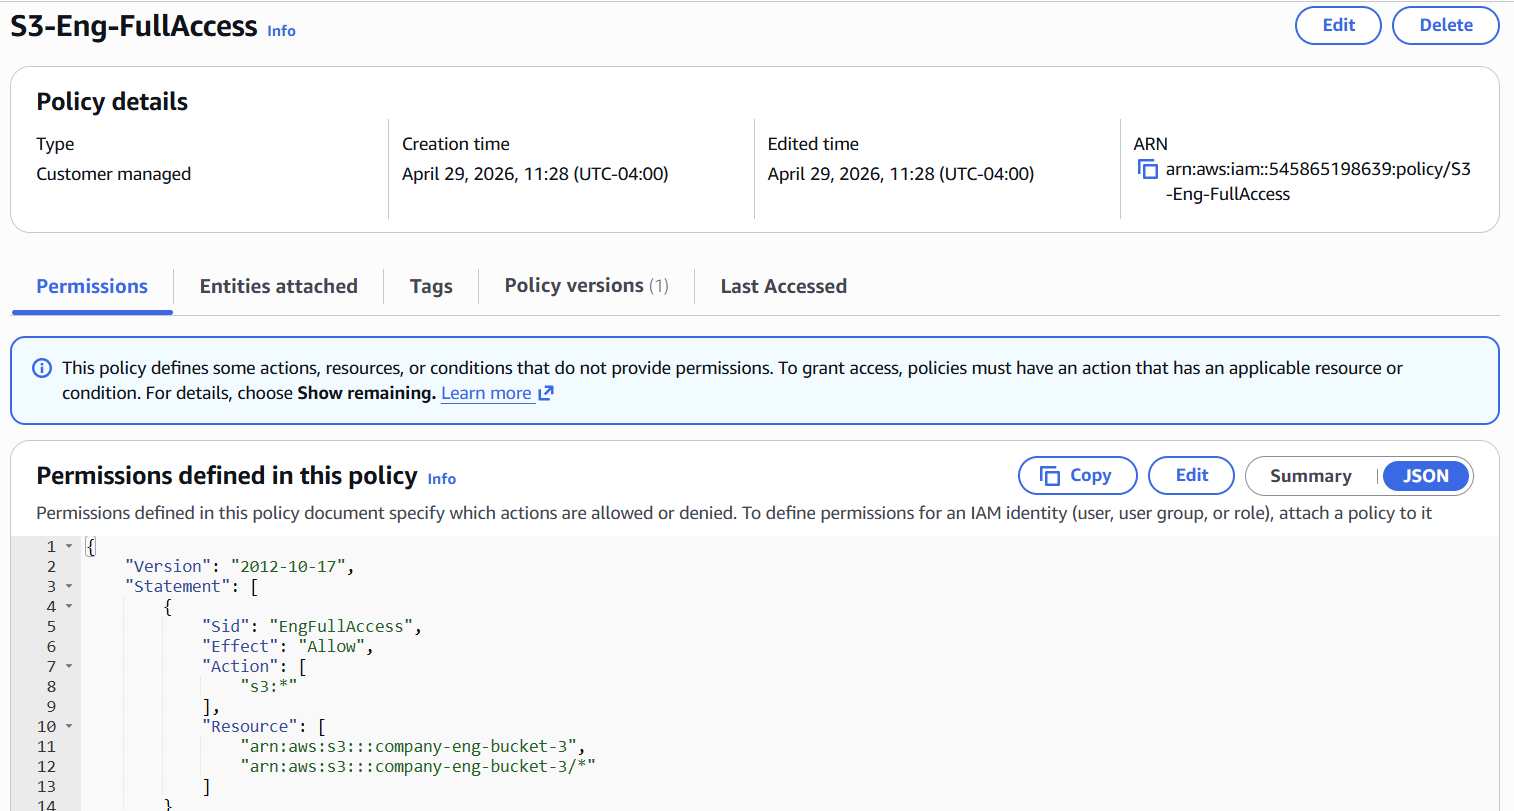 S3-Eng-FullAccess Info
Edit
Delete
Policy details
Type
Customer managed
Creation time
April 29, 2026, 11:28 (UTC-04:00)
Edited time
April 29, 2026, 11:28 (UTC-04:00)
ARN
arn:aws:iam::545865198639:policy/S3
-Eng-FullAccess
Permissions
Entities attached
Tags
Policy versions (1)
Last Accessed
This policy defines some actions, resources, or conditions that do not provide permissions. To grant access, policies must have an action that has an applicable resource or
condition. For details, choose Show remaining. Learn more
Permissions defined in this policy Info
Copy
Edit
Summary
JSON
Permissions defined in this policy document specify which actions are allowed or denied. To define permissions for an IAM identity (user, user group, or role), attach a policy to it
1 {
2 "Version": "2012-10-17",
3 "Statement": [
4 {
5 "Sid": "EngFullAccess",
6 "Effect": "Allow",
7 "Action": [
8 "s3:*"
9 ],
10 "Resource": [
11 "arn:aws:s3:::company-eng-bucket-3",
12 "arn:aws:s3:::company-eng-bucket-3/*"
13 ]
14 }